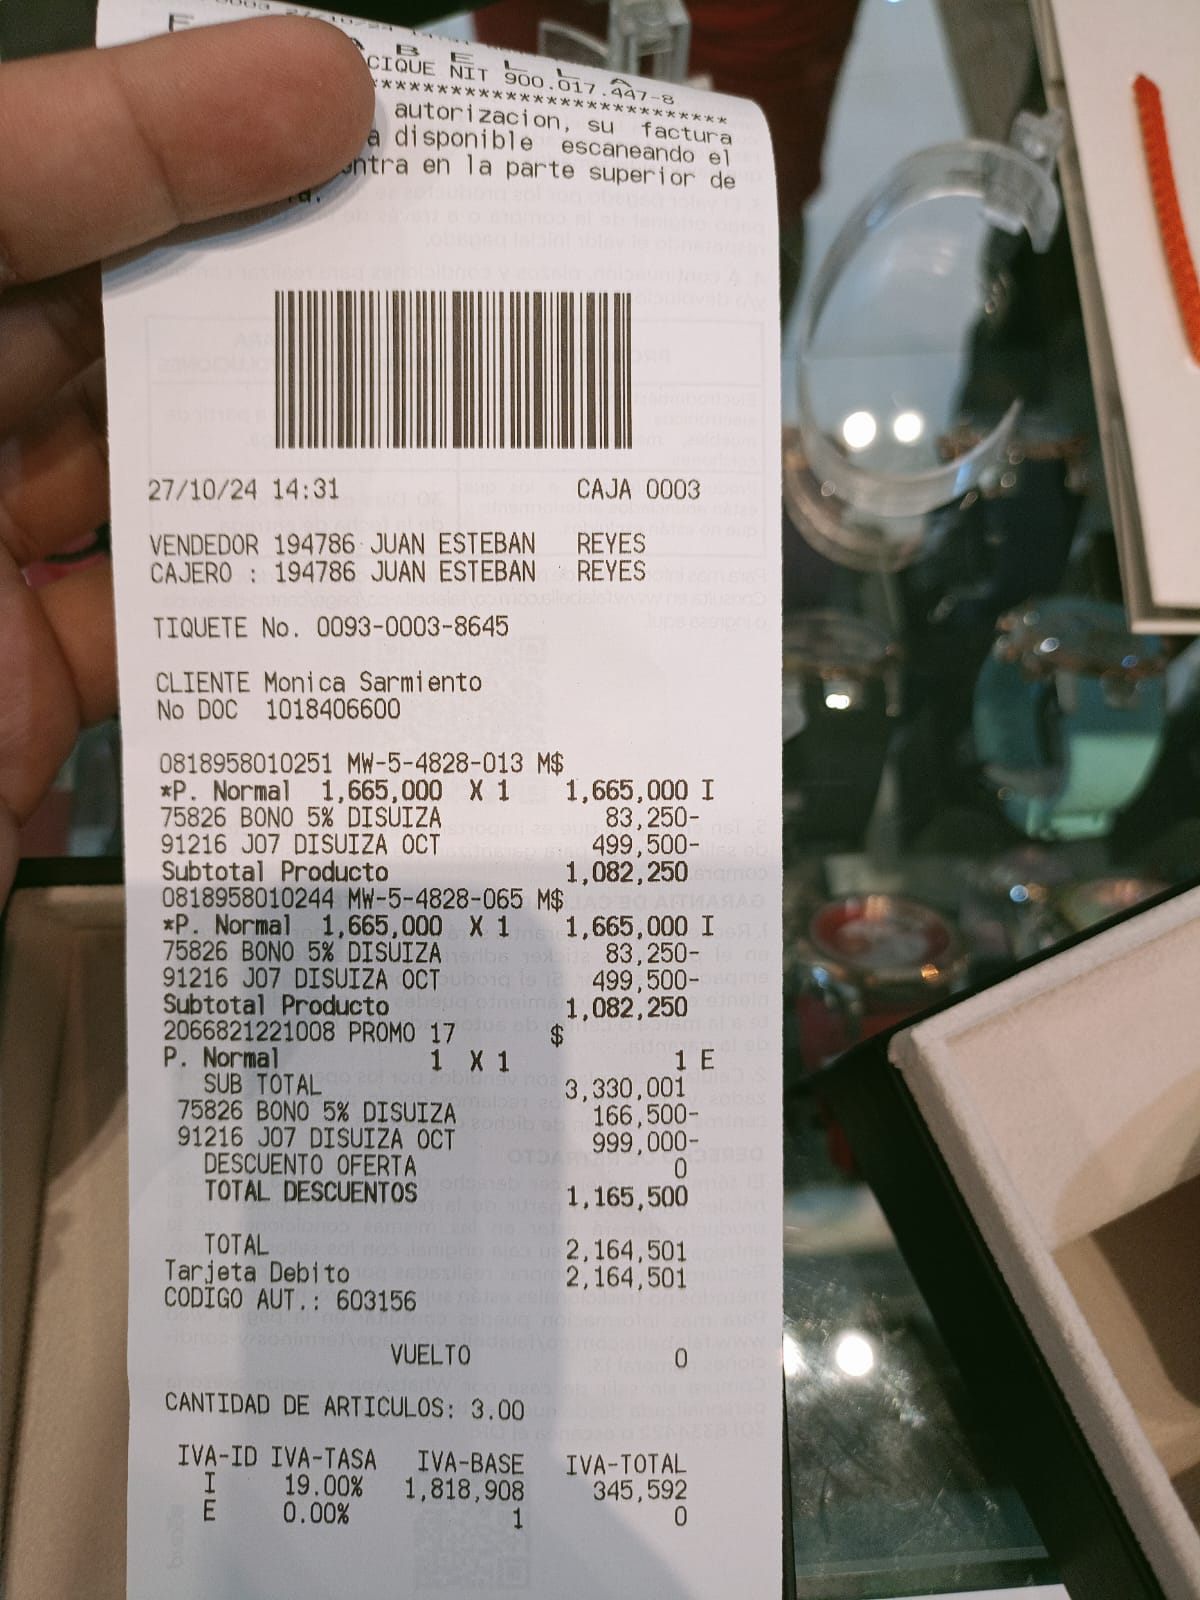 A B E L L A
CIQUE NIT 900.017.447-8
******************************
autorizacion, su factura
a disponible escaneando el
ntra en la parte superior de
27/10/24 14:31 CAJA 0003
VENDEDOR 194786 JUAN ESTEBAN REYES
CAJERO : 194786 JUAN ESTEBAN REYES
TIQUETE No. 0093-0003-8645
CLIENTE Monica Sarmiento
No DOC 1018406600
0818958010251 MW-5-4828-013 M$
*P. Normal 1,665,000 X 1 1,665,000 I
75826 BONO 5% DISUIZA 83,250-
91216 J07 DISUIZA OCT 499,500-
Subtotal Producto 1,082,250
0818958010244 MW-5-4828-065 M$
*P. Normal 1,665,000 X 1 1,665,000 I
75826 BONO 5% DISUIZA 83,250-
91216 J07 DISUIZA OCT 499,500-
Subtotal Producto 1,082,250
2066821221008 PROMO 17 $
P. Normal 1 X 1 1 E
SUB TOTAL 3,330,001
75826 BONO 5% DISUIZA 166,500-
91216 J07 DISUIZA OCT 999,000-
DESCUENTO OFERTA 0
TOTAL DESCUENTOS 1,165,500
TOTAL 2,164,501
Tarjeta Debito 2,164,501
CODIGO AUT.: 603156
VUELTO 0
CANTIDAD DE ARTICULOS: 3.00
IVA-ID IVA-TASA IVA-BASE IVA-TOTAL
I 19.00% 1,818,908 345,592
E 0.00% 1 0